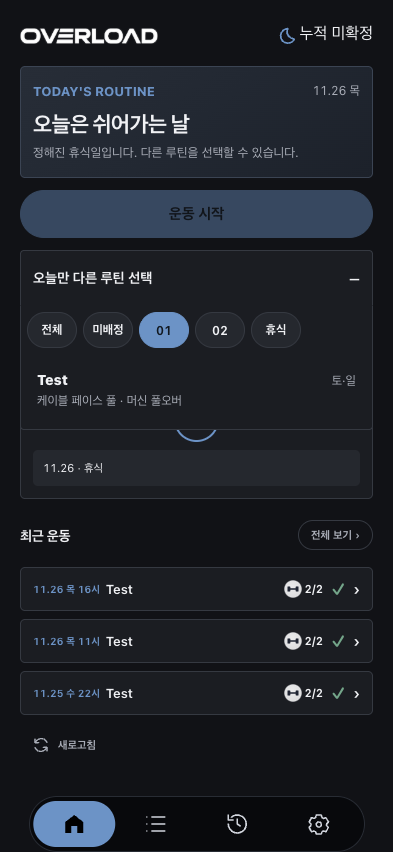 OVERLOAD
누적 미확정
TODAY'S ROUTINE
11.26 목
오늘은 쉬어가는 날
정해진 휴식일입니다. 다른 루틴을 선택할 수 있습니다.
운동 시작
오늘만 다른 루틴 선택 −
전체 미배정 01 02 휴식
Test 토·일
케이블 페이스 풀 · 머신 풀오버
11.26 · 휴식
최근 운동 전체 보기 ›
11.26 목 16시 Test 2/2 ✓ ›
11.26 목 11시 Test 2/2 ✓ ›
11.25 수 22시 Test 2/2 ✓ ›
새로고침